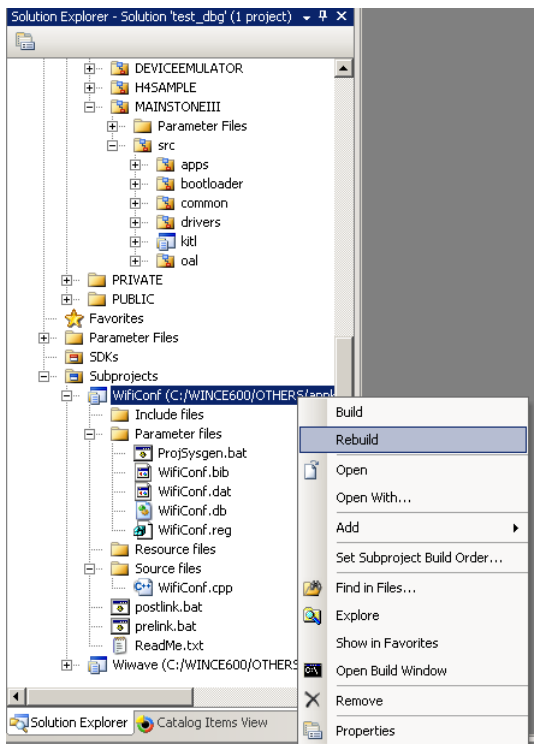 Solution Explorer - Solution 'test_dbg' (1 project)
DEVICEEMULATOR
H4SAMPLE
MAINSTONEIII
Parameter Files
src
apps
bootloader
common
drivers
kitl
oal
PRIVATE
PUBLIC
Favorites
Parameter Files
SDKs
Subprojects
WifiConf (C:/WINCE600/OTHERS/appl
Include files
Parameter files
ProjSysgen.bat
WifiConf.bib
WifiConf.dat
WifiConf.db
WifiConf.reg
Resource files
Source files
WifiConf.cpp
postlink.bat
prelink.bat
ReadMe.txt
Wiwave (C:/WINCE600/OTHERS
Build
Rebuild
Open
Open With...
Add
Set Subproject Build Order...
Find in Files...
Explore
Show in Favorites
Open Build Window
Remove
Properties
Solution Explorer Catalog Items View